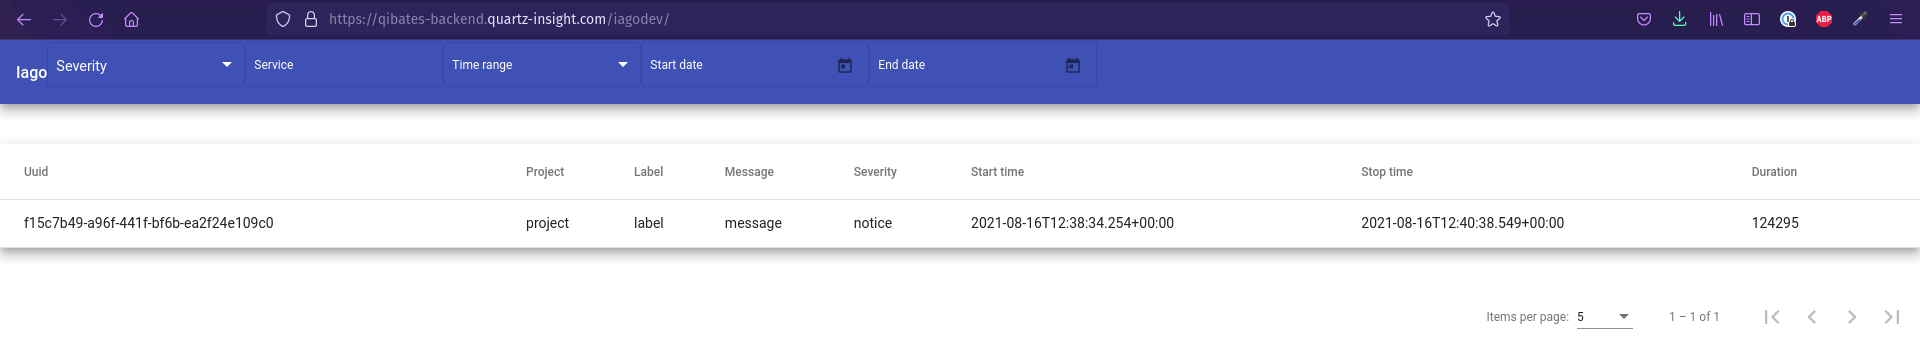 https://qibates-backend.quartz-insight.com/iagodev/
ABP
Iago Severity Service Time range Start date End date
Uuid Project Label Message Severity Start time Stop time Duration
f15c7b49-a96f-441f-bf6b-ea2f24e109c0 project label message notice 2021-08-16T12:38:34.254+00:00 2021-08-16T12:40:38.549+00:00 124295
Items per page: 5 1 – 1 of 1